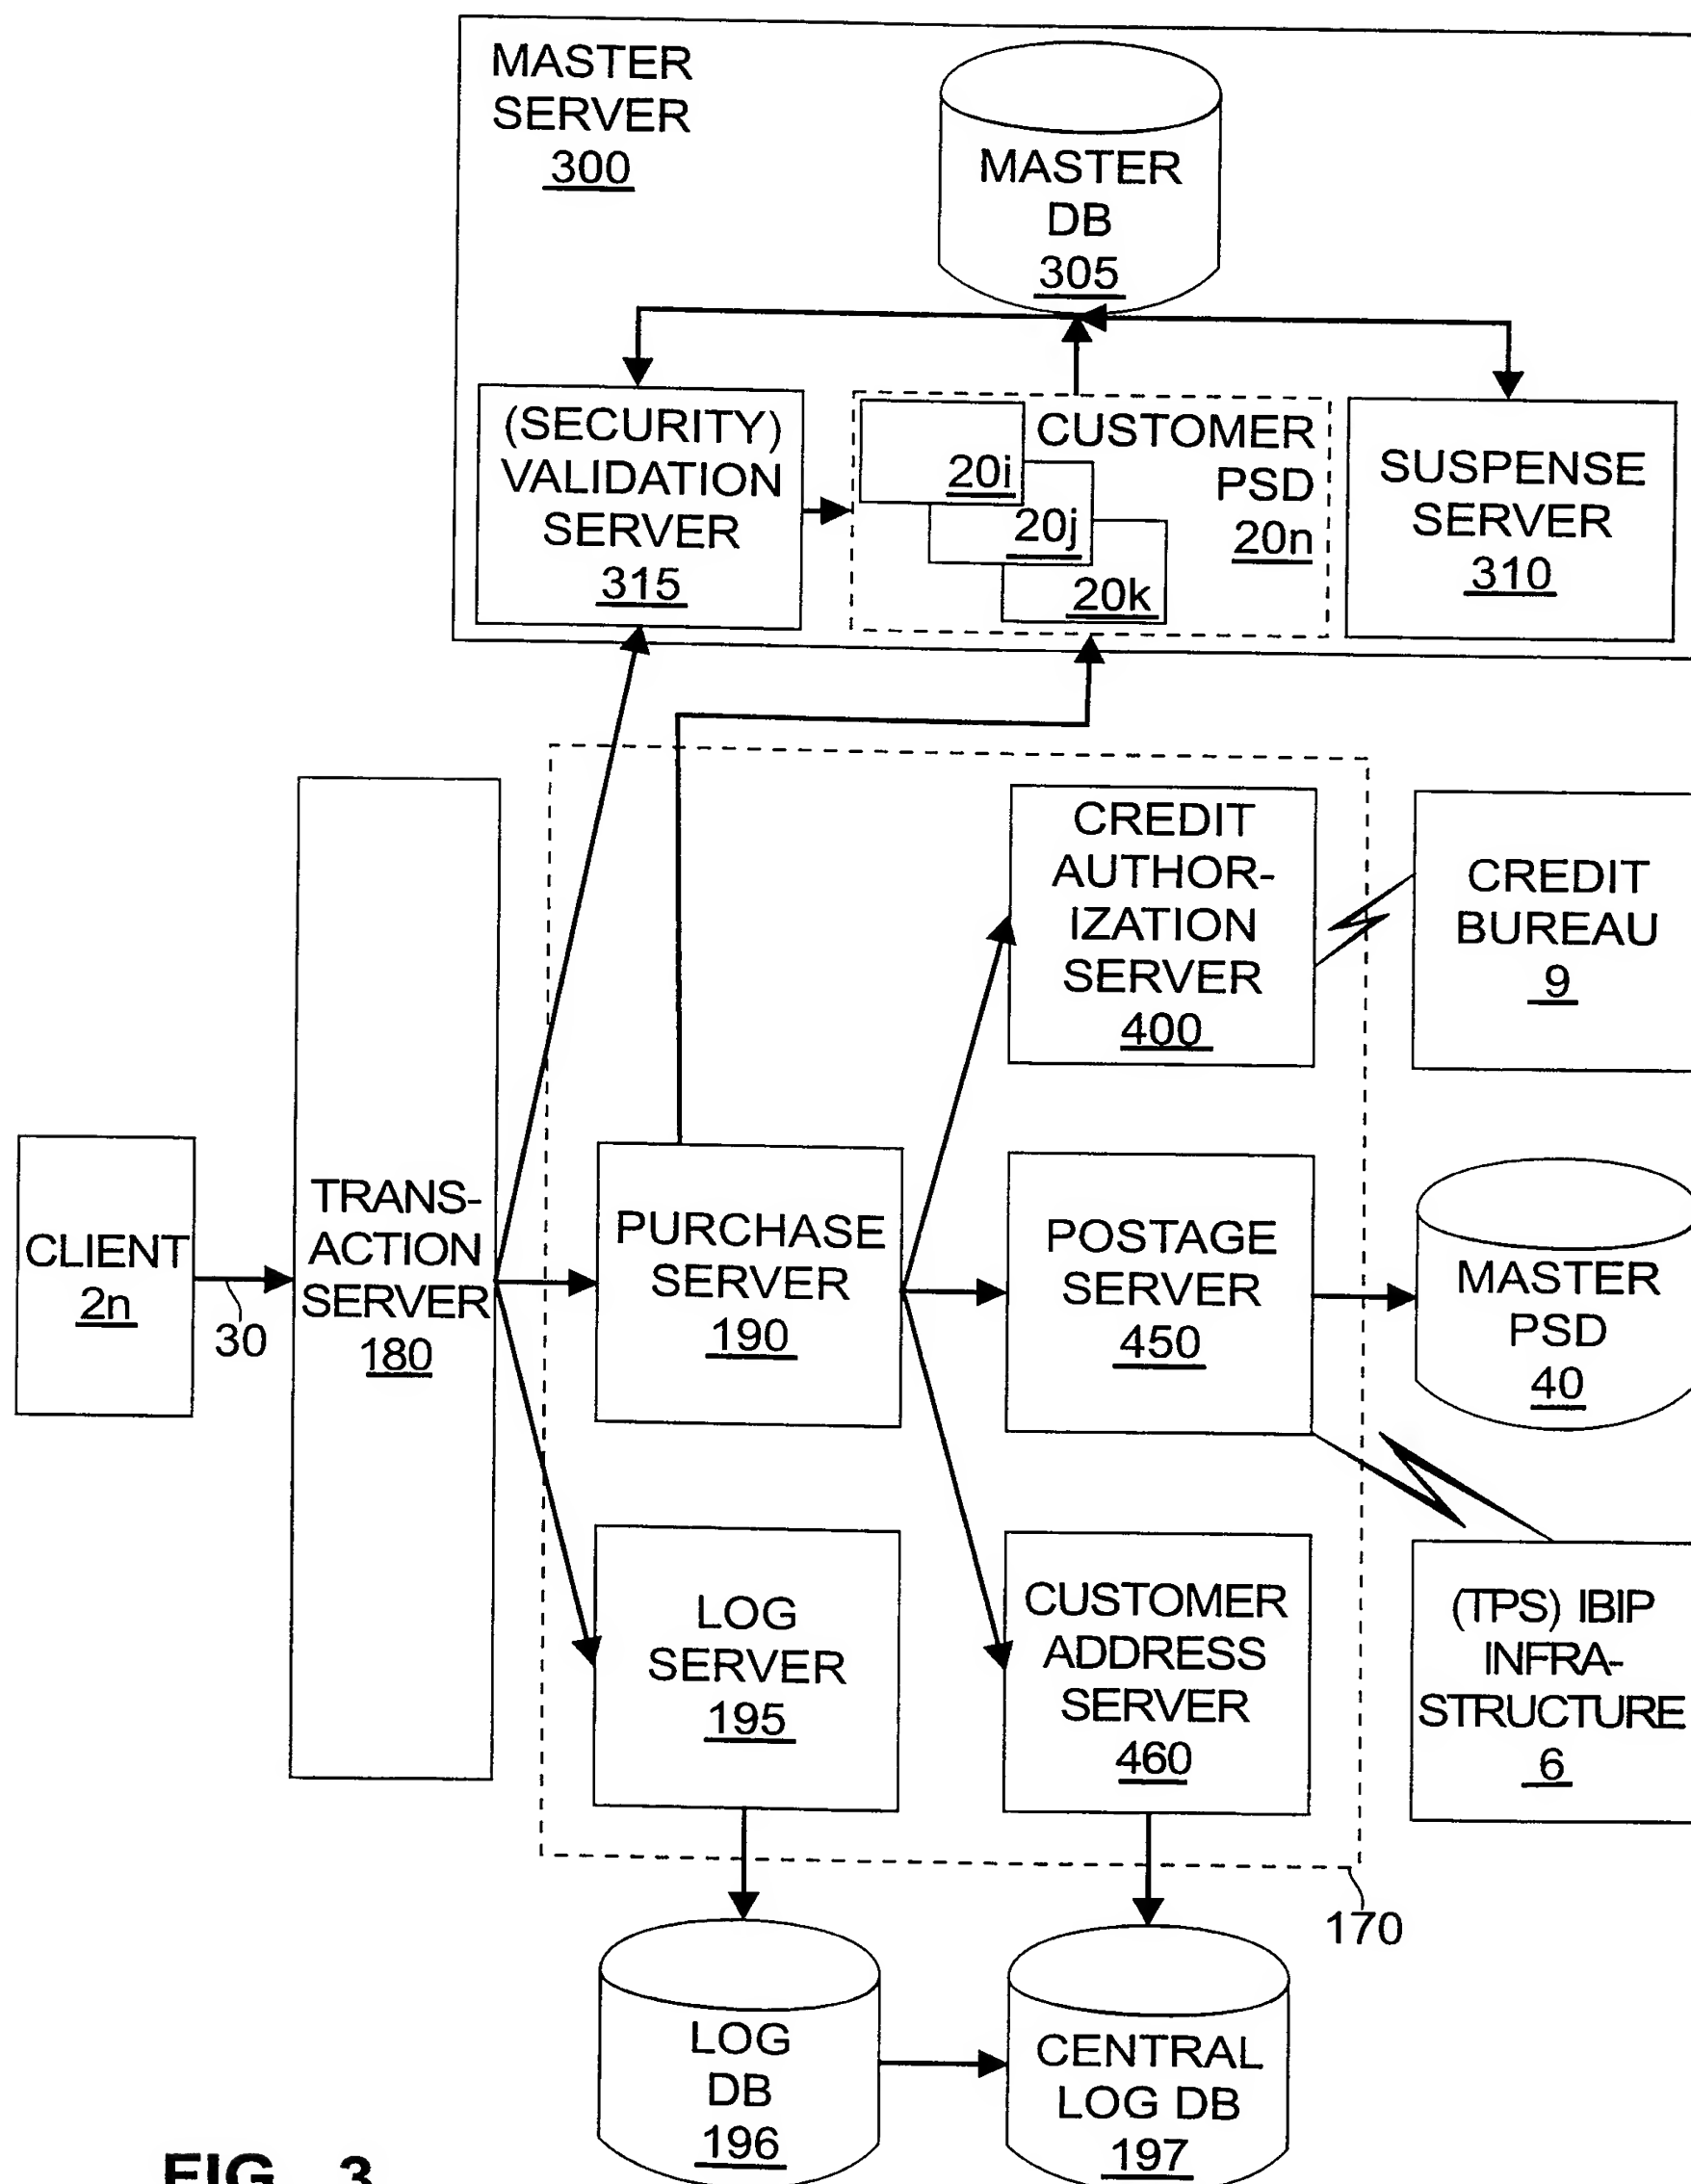 MASTER
SERVER
300
MASTER
DB
305
(SECURITY)
VALIDATION
SERVER
315
20i
20j
20k
CUSTOMER
PSD
20n
SUSPENSE
SERVER
310
CREDIT
AUTHOR-
IZATION
SERVER
400
CREDIT
BUREAU
9
CLIENT
2n
30
TRANS-
ACTION
SERVER
180
PURCHASE
SERVER
190
POSTAGE
SERVER
450
MASTER
PSD
40
LOG
SERVER
195
CUSTOMER
ADDRESS
SERVER
460
(TPS) IBIP
INFRA-
STRUCTURE
6
170
LOG
DB
196
CENTRAL
LOG DB
197
FIG. 3